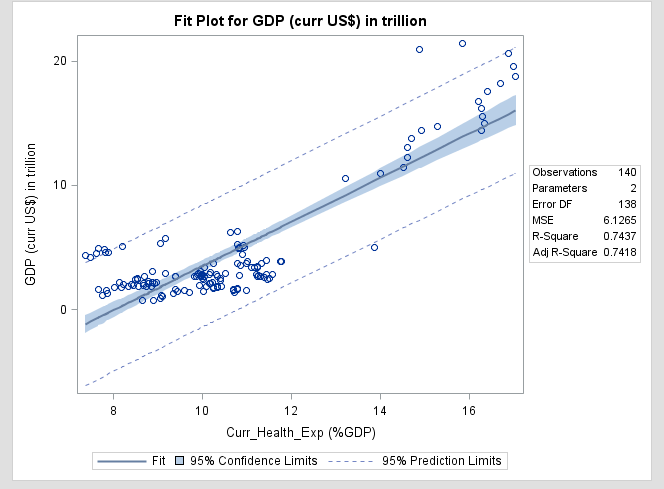 Fit Plot for GDP (curr US$) in trillion
GDP (curr US$) in trillion
20
10
0
8 10 12 14 16
Curr_Health_Exp (%GDP)
Observations 140
Parameters 2
Error DF 138
MSE 6.1265
R-Square 0.7437
Adj R-Square 0.7418
Fit 95% Confidence Limits 95% Prediction Limits